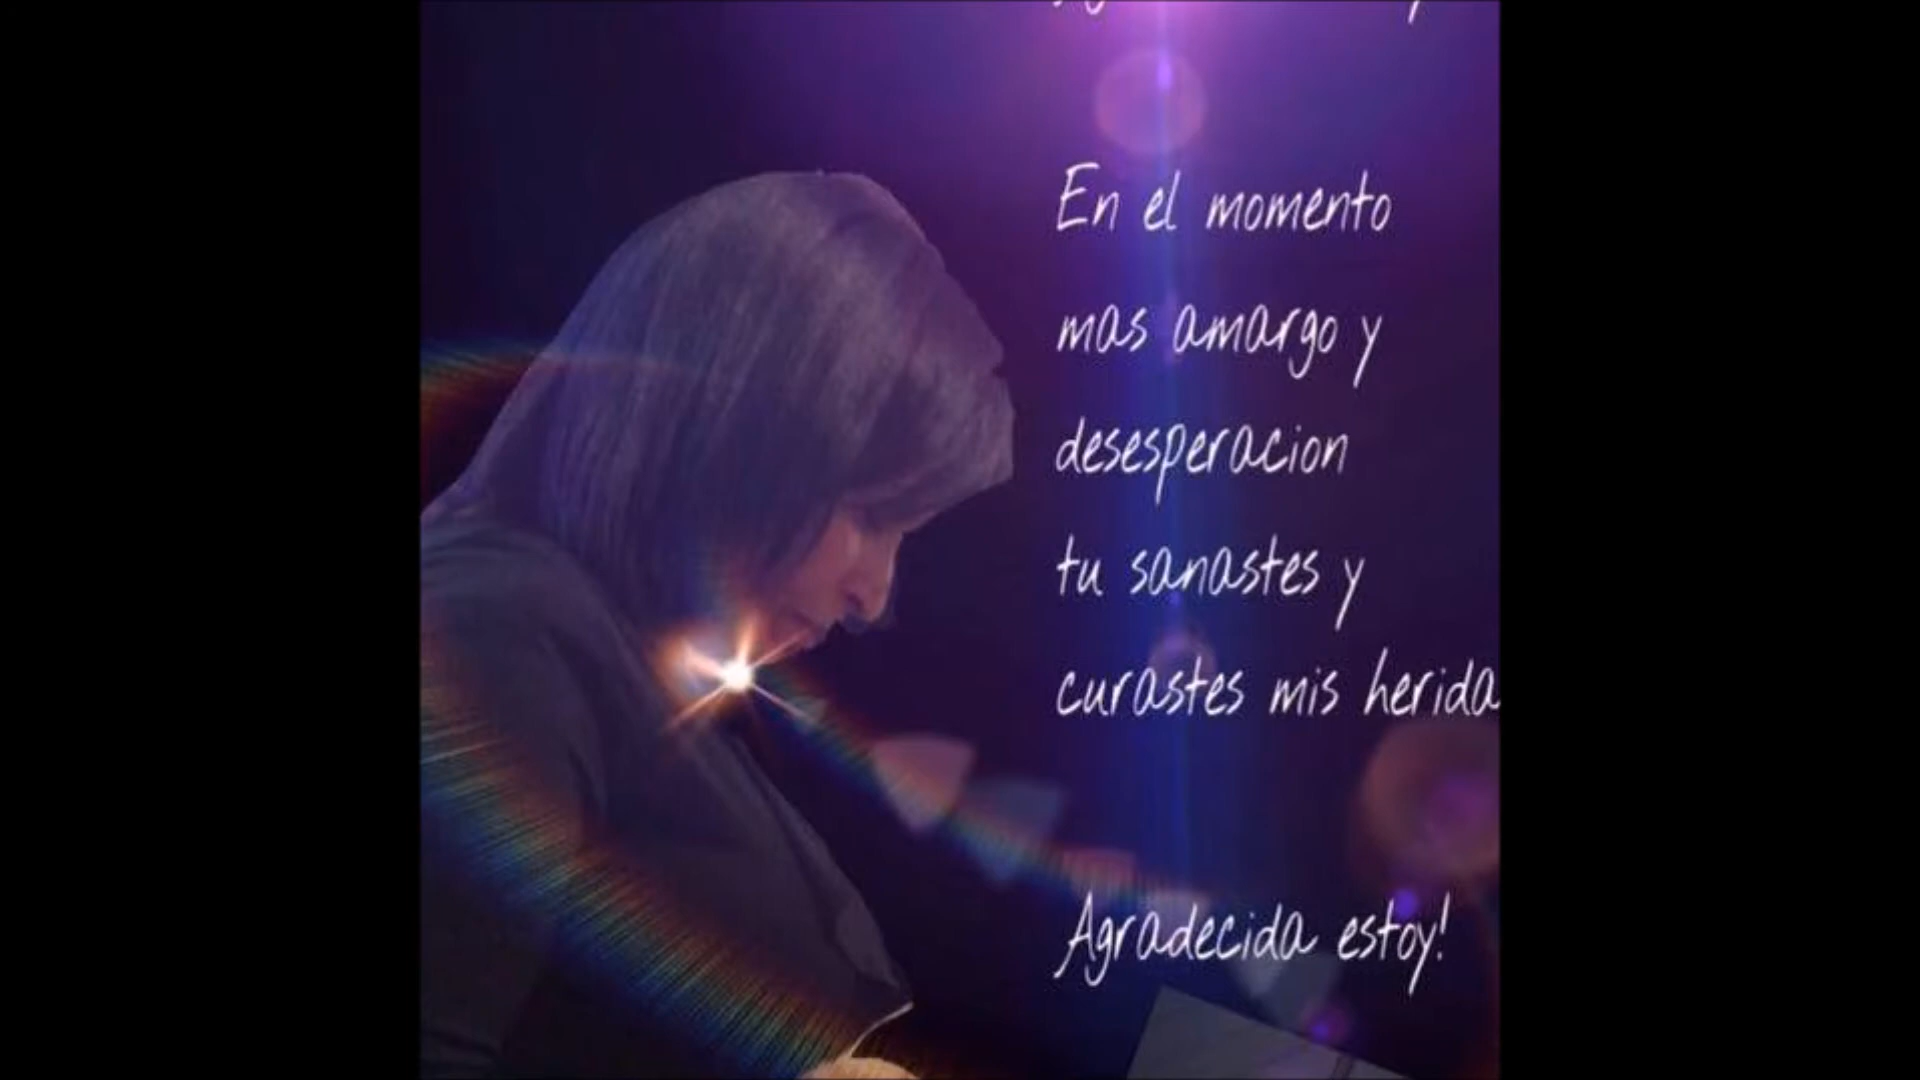 En el momento
mas amargo y
desesperacion
tu sanastes y
curastes mis herida
Agradecida estoy!